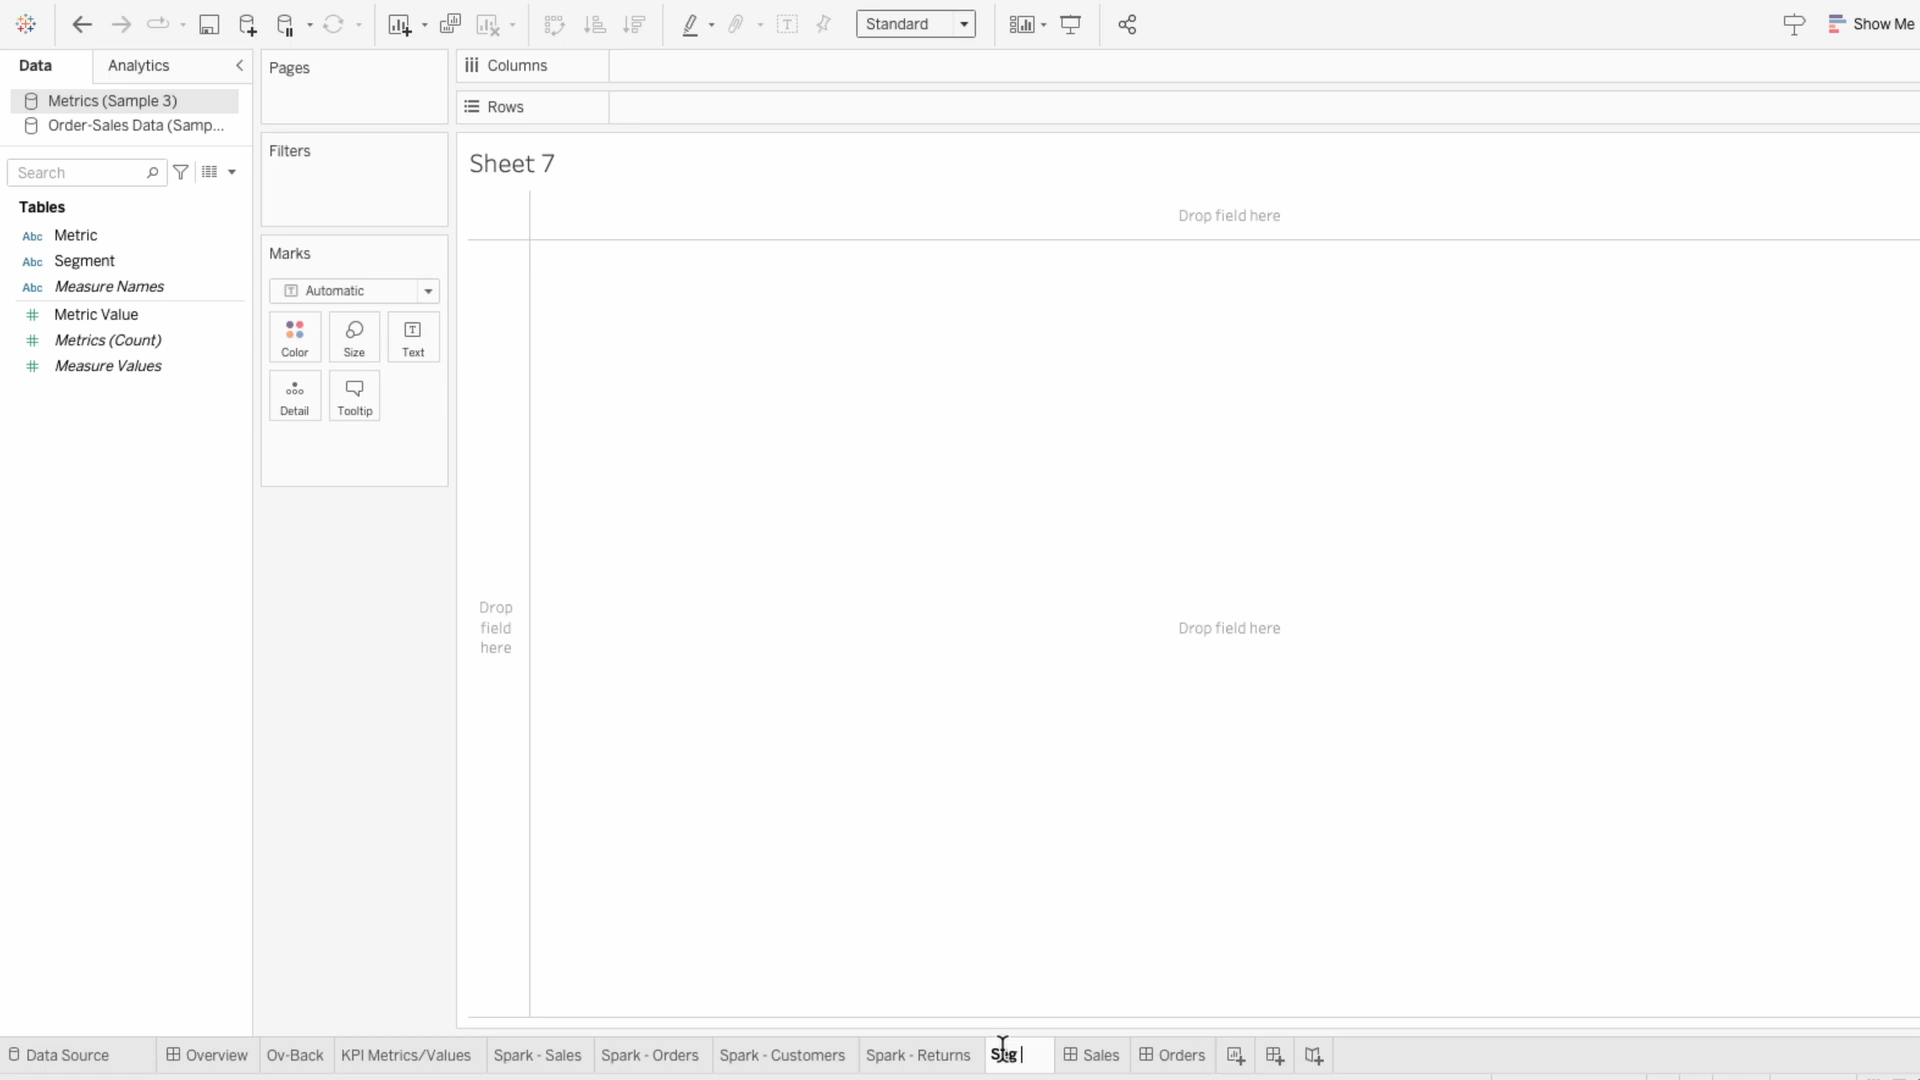 Standard
Show Me
Data
Analytics
Pages
Columns
Metrics (Sample 3)
Rows
Order-Sales Data (Samp...
Filters
Sheet 7
Search
Tables
Drop field here
Abc Metric
Marks
Abc Segment
Abc Measure Names
Automatic
Metric Value
Metrics (Count)
Color
Size
Text
Measure Values
Detail
Tooltip
Drop
field
here
Drop field here
Data Source
Overview
Ov-Back
KPI Metrics/Values
Spark - Sales
Spark - Orders
Spark - Customers
Spark - Returns
Seg
Sales
Orders